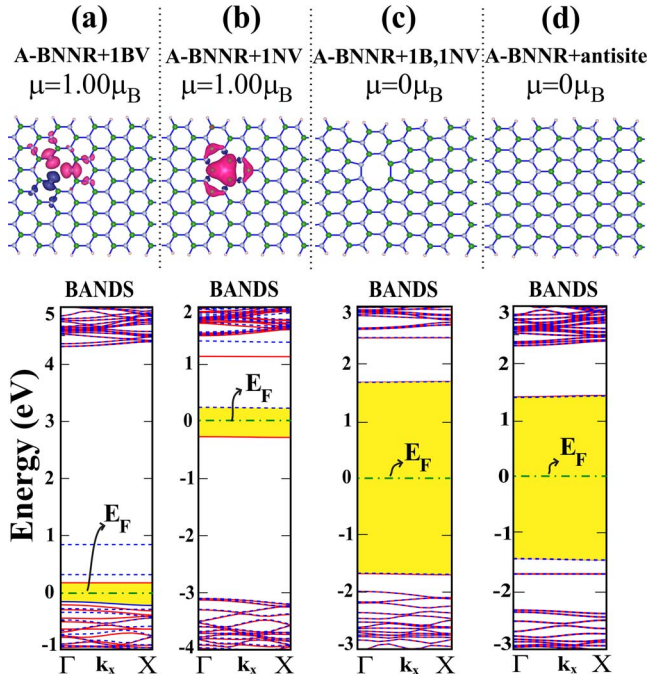 (a) (b) (c) (d)
A-BNNR+1BV A-BNNR+1NV A-BNNR+1B,1NV A-BNNR+antisite
μ=1.00μB μ=1.00μB μ=0μB μ=0μB
BANDS BANDS BANDS BANDS
Energy (eV)
5
4
3
2
1
0
-1
EF
Γ kx X
2
1
0
-1
-2
-3
-4
EF
Γ kx X
3
2
1
0
-1
-2
-3
EF
Γ kx X
3
2
1
0
-1
-2
-3
EF
Γ kx X